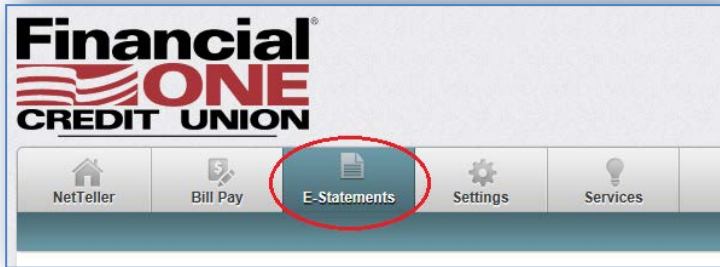 Financial®
ONE
CREDIT UNION
NetTeller
Bill Pay
E-Statements
Settings
Services